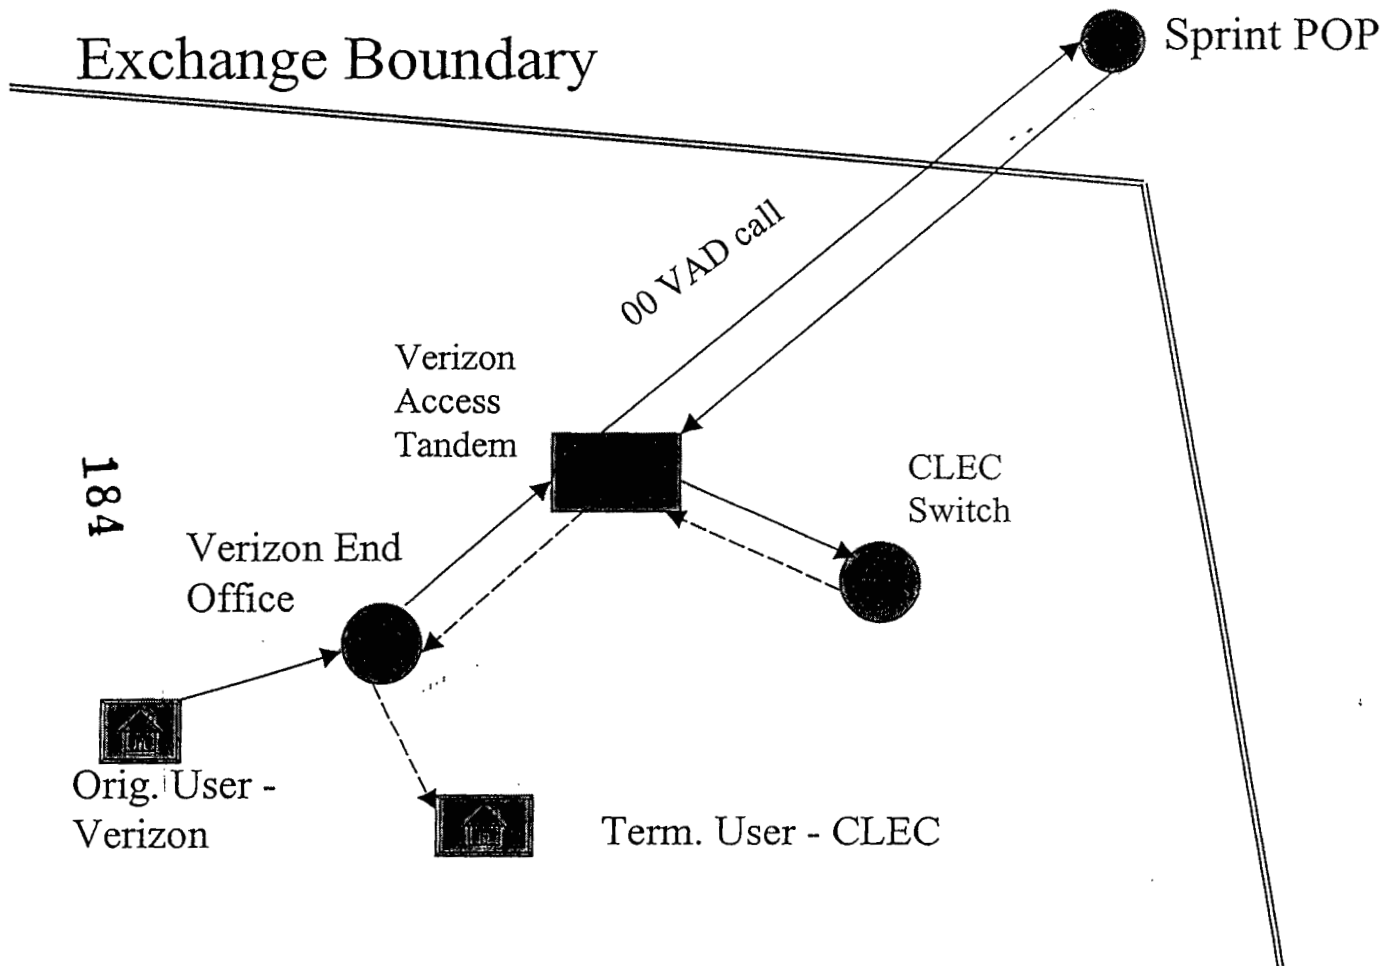 Exchange Boundary
Sprint POP
00 VAD call
Verizon
Access
Tandem
CLEC
Switch
184
Verizon End
Office
Orig. User -
Verizon
Term. User - CLEC